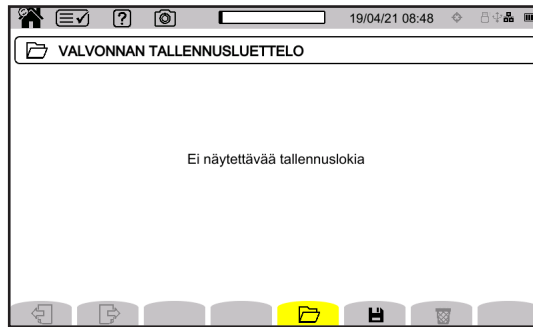 19/04/21 08:48
VALVONNAN TALLENNUSLUETTELO
Ei näytettävää tallennuslokia